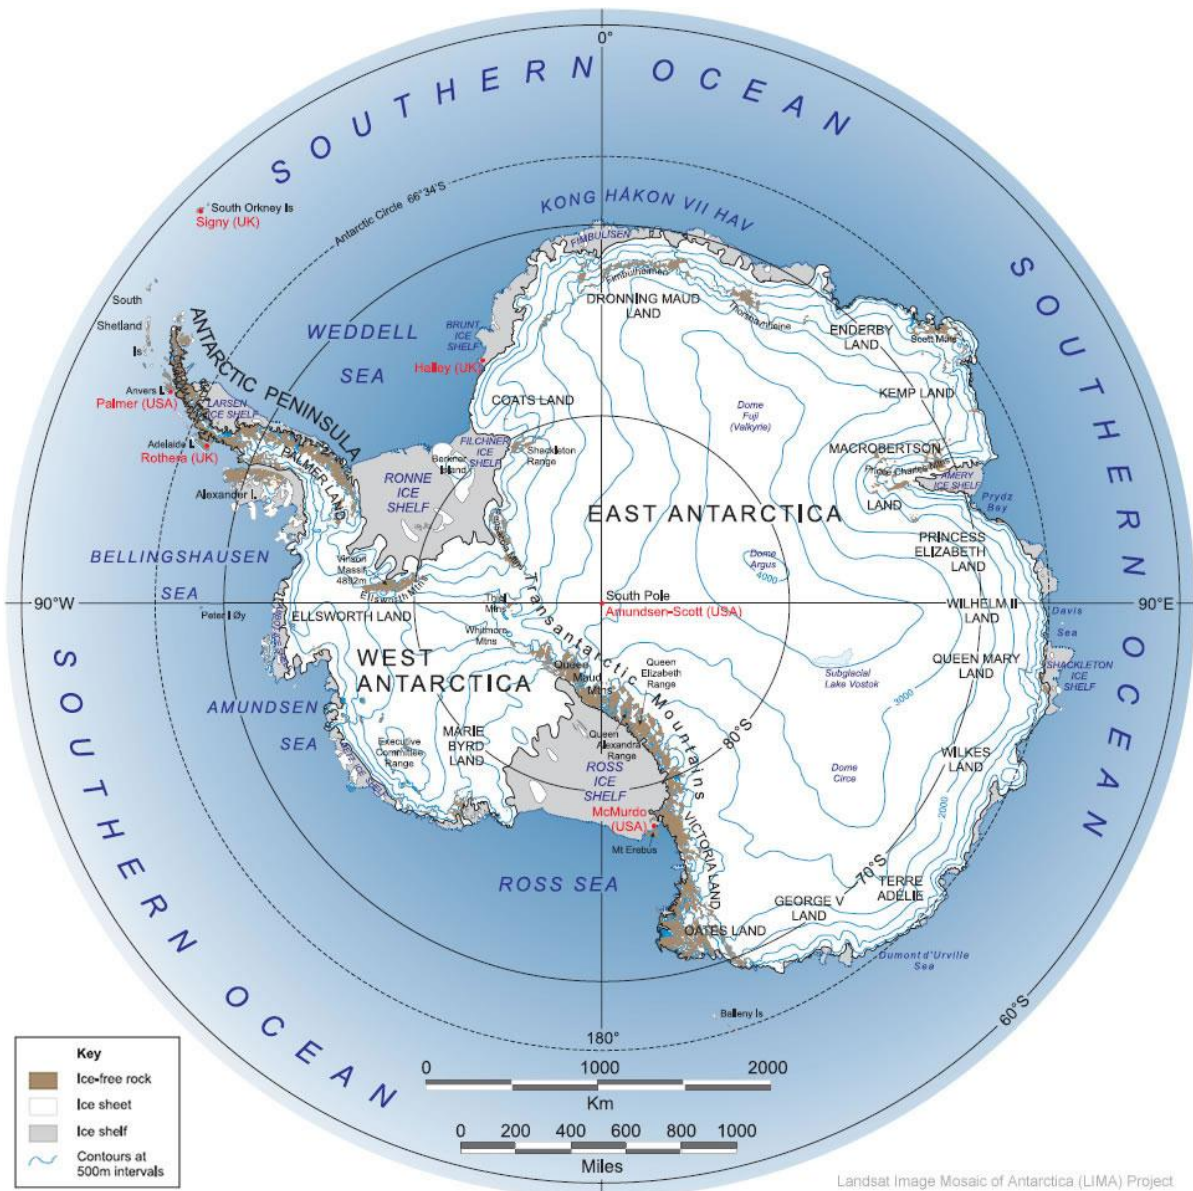 0°
SOUTHERN OCEAN
Antarctic Circle 66°34'S
KONG HÅKON VII HAV
South Orkney Is
Signy (UK)
FIMBULISEN
Fimbulheimen
DRONNING MAUD
LAND
South
Shetland
Is
ANTARCTIC PENINSULA
WEDDELL
SEA
BRUNT
ICE
SHELF
Halley (UK)
ENDERBY
LAND
Scott Mtns
SOUTHERN OCEAN
Anvers I.
Palmer (USA)
LARSEN
ICE SHELF
COATS LAND
Dome
Fuji
(Valkyrie)
KEMP LAND
Adelaide I.
Rothera (UK)
PALMER LAND
Berkner
Island
FILCHNER
ICE
SHELF
Shackleton
Range
MACROBERTSON
LAND
Prince Charles Mtns
AMERY
ICE SHELF
Prydz
Bay
Alexander I.
RONNE
ICE
SHELF
EAST ANTARCTICA
PRINCESS
ELIZABETH
LAND
BELLINGSHAUSEN
SEA
Vinson
Massif
4892m
Ellsworth Mtns
Dome
Argus
4000
90°W
Peter I Øy
ELLSWORTH LAND
Thiel
Mtns
South Pole
Amundsen-Scott (USA)
WILHELM II
LAND
Davis
Sea
90°E
Whitmore
Mtns
Transantarctic Mountains
WEST
ANTARCTICA
Queen
Maud
Mtns
Queen
Elizabeth
Range
Subglacial
Lake Vostok
3000
QUEEN MARY
LAND
SHACKLETON
ICE
SHELF
SOUTHERN OCEAN
AMUNDSEN
SEA
Executive
Committee
Range
MARIE
BYRD
LAND
Queen
Alexandra
Range
80°S
ROSS
ICE
SHELF
Dome
Circe
WILKES
LAND
2000
McMurdo
(USA)
Mt Erebus
VICTORIA LAND
ROSS SEA
70°S
TERRE
ADELIE
GEORGE V
LAND
OATES LAND
Dumont d'Urville
Sea
Balleny Is
60°S
180°
Key
Ice-free rock
Ice sheet
Ice shelf
Contours at
500m intervals
0 1000 2000
Km
0 200 400 600 800 1000
Miles
Landsat Image Mosaic of Antarctica (LIMA) Project